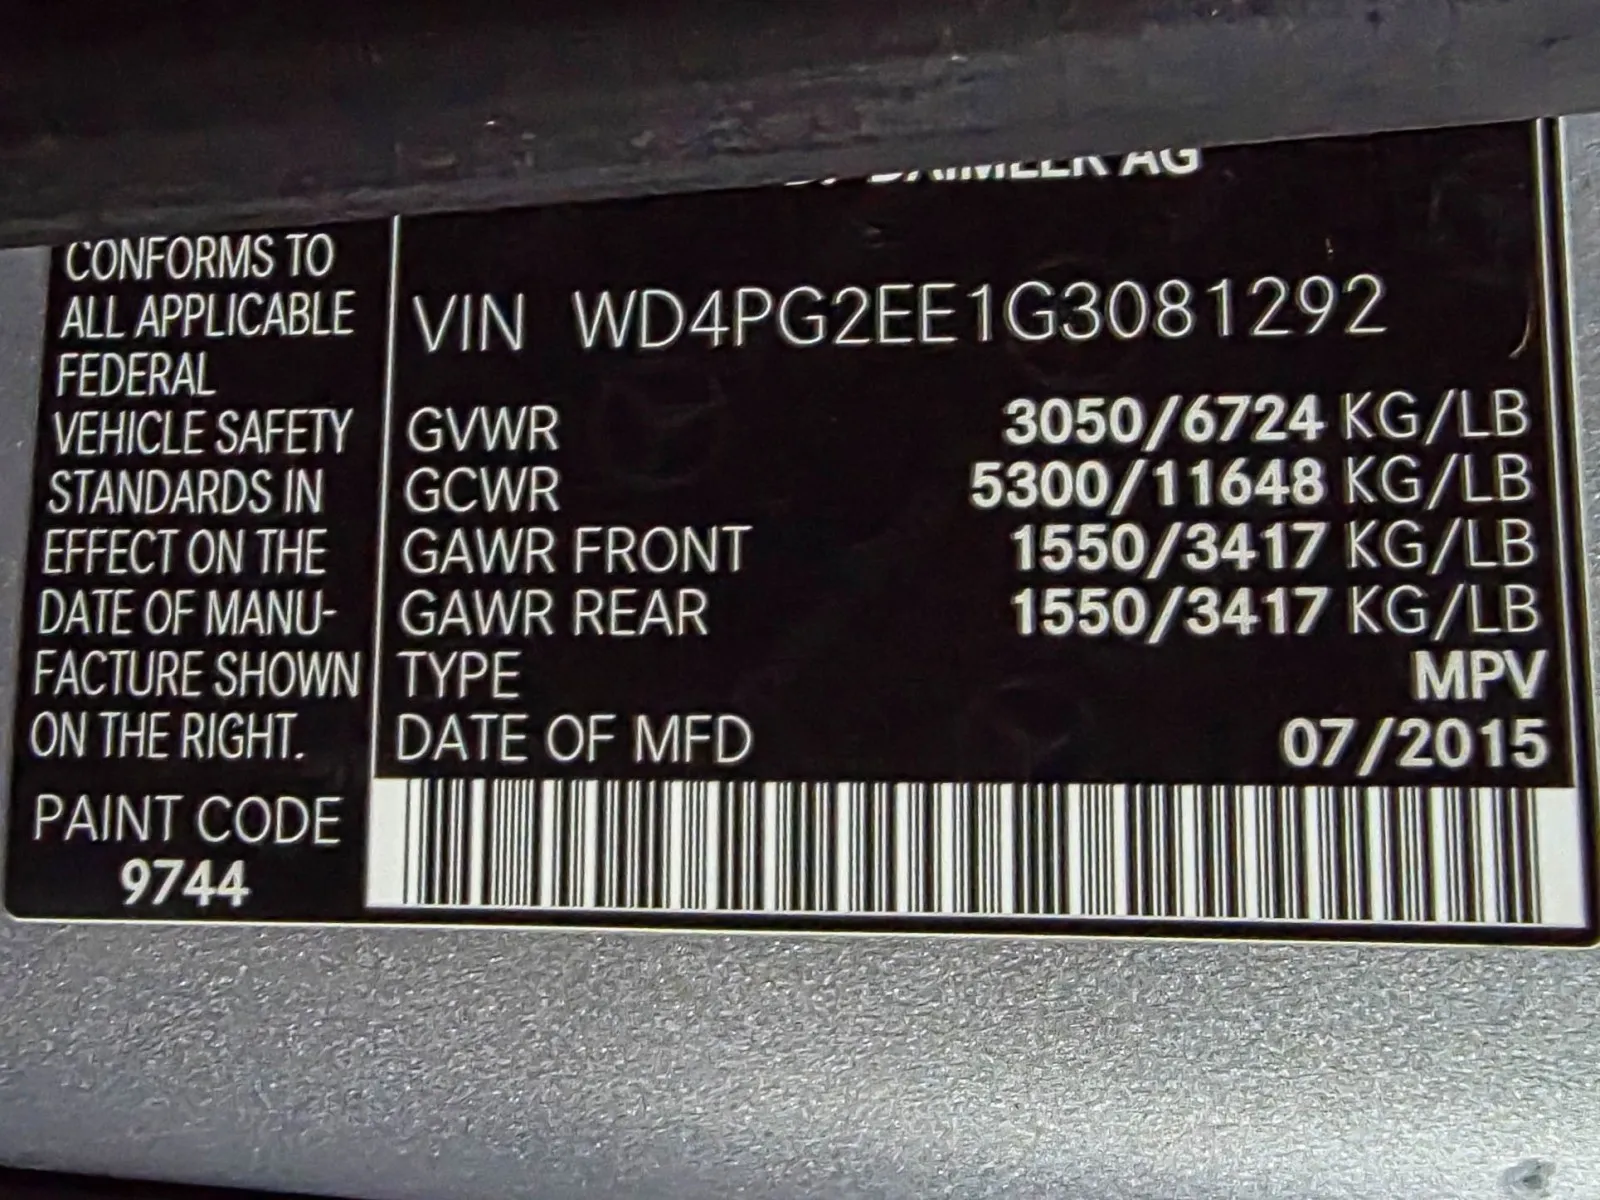 DAIMLER AG
CONFORMS TO
ALL APPLICABLE
FEDERAL
VEHICLE SAFETY
STANDARDS IN
EFFECT ON THE
DATE OF MANU-
FACTURE SHOWN
ON THE RIGHT.
PAINT CODE
9744
VIN WD4PG2EE1G3081292
GVWR 3050/6724 KG/LB
GCWR 5300/11648 KG/LB
GAWR FRONT 1550/3417 KG/LB
GAWR REAR 1550/3417 KG/LB
TYPE MPV
DATE OF MFD 07/2015